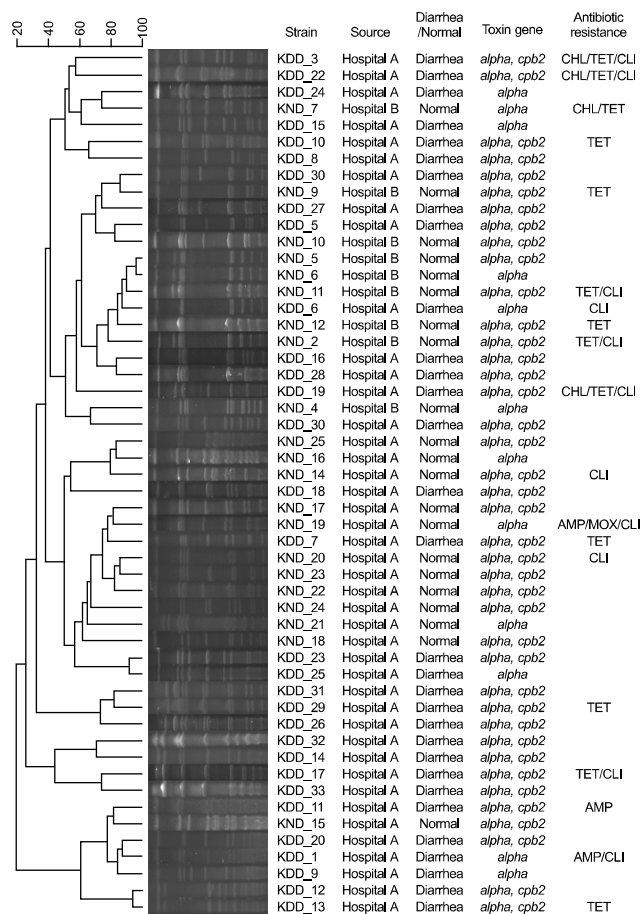 20
40
60
80
100
Strain Source Diarrhea /Normal Toxin gene Antibiotic resistance
KDD_3 Hospital A Diarrhea alpha, cpb2 CHL/TET/CLI
KDD_22 Hospital A Diarrhea alpha, cpb2 CHL/TET/CLI
KDD_24 Hospital A Diarrhea alpha
KND_7 Hospital B Normal alpha CHL/TET
KDD_15 Hospital A Diarrhea alpha
KDD_10 Hospital A Diarrhea alpha, cpb2 TET
KDD_8 Hospital A Diarrhea alpha, cpb2
KDD_30 Hospital A Diarrhea alpha, cpb2
KND_9 Hospital B Normal alpha, cpb2 TET
KDD_27 Hospital A Diarrhea alpha, cpb2
KDD_5 Hospital A Diarrhea alpha, cpb2
KND_10 Hospital B Normal alpha, cpb2
KND_5 Hospital B Normal alpha, cpb2
KND_6 Hospital B Normal alpha
KND_11 Hospital B Normal alpha, cpb2 TET/CLI
KDD_6 Hospital A Diarrhea alpha CLI
KND_12 Hospital B Normal alpha, cpb2 TET
KND_2 Hospital B Normal alpha, cpb2 TET/CLI
KDD_16 Hospital A Diarrhea alpha, cpb2
KDD_28 Hospital A Diarrhea alpha, cpb2
KDD_19 Hospital A Diarrhea alpha, cpb2 CHL/TET/CLI
KND_4 Hospital B Normal alpha
KDD_30 Hospital A Diarrhea alpha, cpb2
KND_25 Hospital A Normal alpha, cpb2
KND_16 Hospital A Normal alpha
KND_14 Hospital A Normal alpha, cpb2 CLI
KDD_18 Hospital A Diarrhea alpha, cpb2
KND_17 Hospital A Normal alpha, cpb2
KND_19 Hospital A Normal alpha AMP/MOX/CLI
KDD_7 Hospital A Diarrhea alpha, cpb2 TET
KND_20 Hospital A Normal alpha, cpb2 CLI
KND_23 Hospital A Normal alpha, cpb2
KND_22 Hospital A Normal alpha, cpb2
KND_24 Hospital A Normal alpha, cpb2
KND_21 Hospital A Normal alpha
KND_18 Hospital A Normal alpha, cpb2
KDD_23 Hospital A Diarrhea alpha, cpb2
KDD_25 Hospital A Diarrhea alpha
KDD_31 Hospital A Diarrhea alpha, cpb2
KDD_29 Hospital A Diarrhea alpha, cpb2 TET
KDD_26 Hospital A Diarrhea alpha, cpb2
KDD_32 Hospital A Diarrhea alpha, cpb2
KDD_14 Hospital A Diarrhea alpha, cpb2
KDD_17 Hospital A Diarrhea alpha, cpb2 TET/CLI
KDD_33 Hospital A Diarrhea alpha, cpb2
KDD_11 Hospital A Diarrhea alpha, cpb2 AMP
KND_15 Hospital A Normal alpha, cpb2
KDD_20 Hospital A Diarrhea alpha, cpb2
KDD_1 Hospital A Diarrhea alpha AMP/CLI
KDD_9 Hospital A Diarrhea alpha
KDD_12 Hospital A Diarrhea alpha, cpb2
KDD_13 Hospital A Diarrhea alpha, cpb2 TET